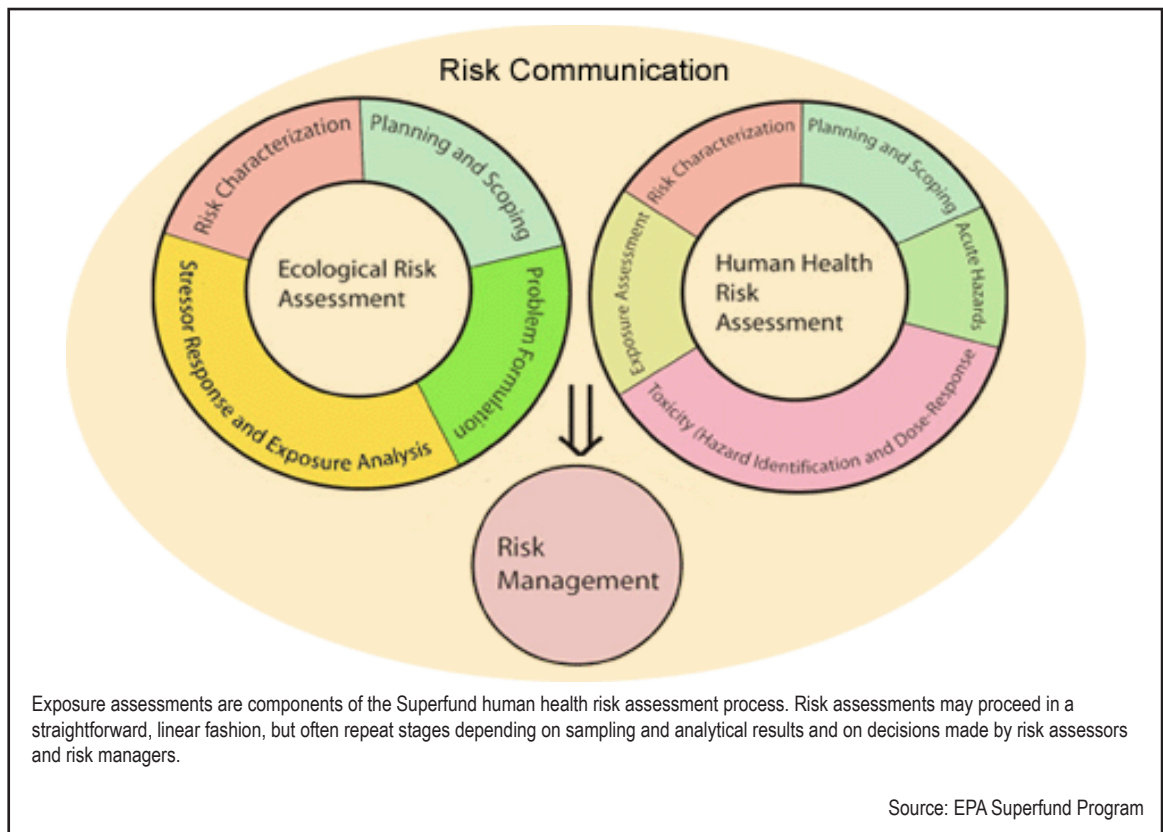 Risk Communication
Risk Characterization
Planning and Scoping
Problem Formulation
Stressor Response and Exposure Analysis
Ecological Risk
Assessment
Risk Characterization
Planning and Scoping
Acute Hazards
Toxicity (Hazard Identification and Dose-Response
Exposure Assessment
Human Health
Risk
Assessment
Risk
Management
Exposure assessments are components of the Superfund human health risk assessment process. Risk assessments may proceed in a
straightforward, linear fashion, but often repeat stages depending on sampling and analytical results and on decisions made by risk assessors
and risk managers.
Source: EPA Superfund Program